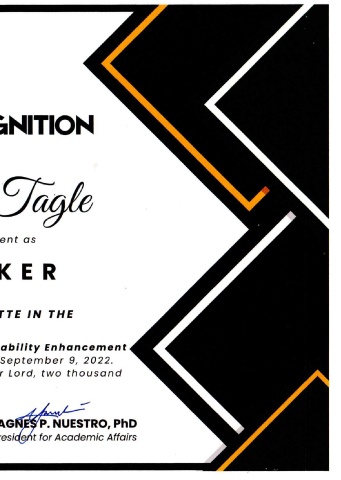 GNITION
Tagle
ent as
KER
TTE IN THE
ability Enhancement
September 9, 2022.
r Lord, two thousand
AGNES P. NUESTRO, PhD
resident for Academic Affairs